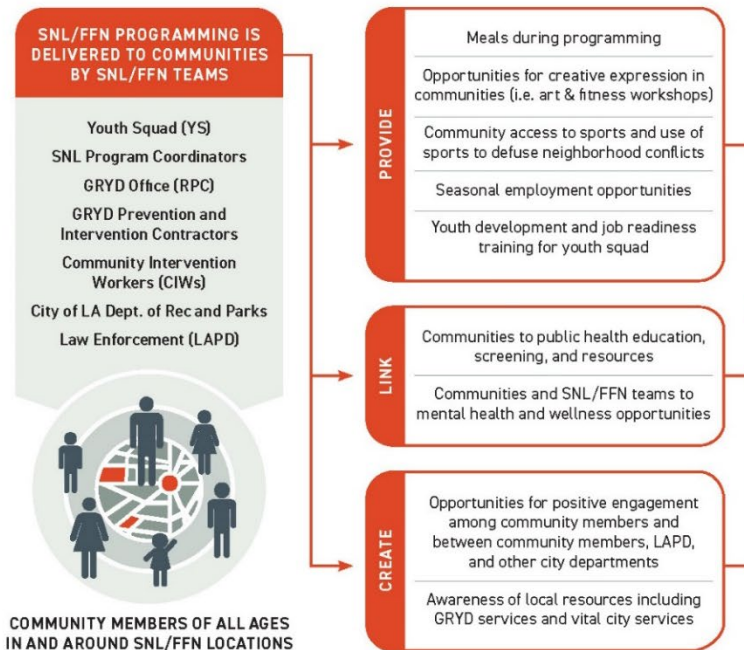 SNL/FFN PROGRAMMING IS
DELIVERED TO COMMUNITIES
BY SNL/FFN TEAMS
Youth Squad (YS)
SNL Program Coordinators
GRYD Office (RPC)
GRYD Prevention and
Intervention Contractors
Community Intervention
Workers (CIWs)
City of LA Dept. of Rec and Parks
Law Enforcement (LAPD)
COMMUNITY MEMBERS OF ALL AGES
IN AND AROUND SNL/FFN LOCATIONS
PROVIDE
Meals during programming
Opportunities for creative expression in
communities (i.e. art & fitness workshops)
Community access to sports and use of
sports to defuse neighborhood conflicts
Seasonal employment opportunities
Youth development and job readiness
training for youth squad
LINK
Communities to public health education,
screening, and resources
Communities and SNL/FFN teams to
mental health and wellness opportunities
CREATE
Opportunities for positive engagement
among community members and
between community members, LAPD,
and other city departments
Awareness of local resources including
GRYD services and vital city services